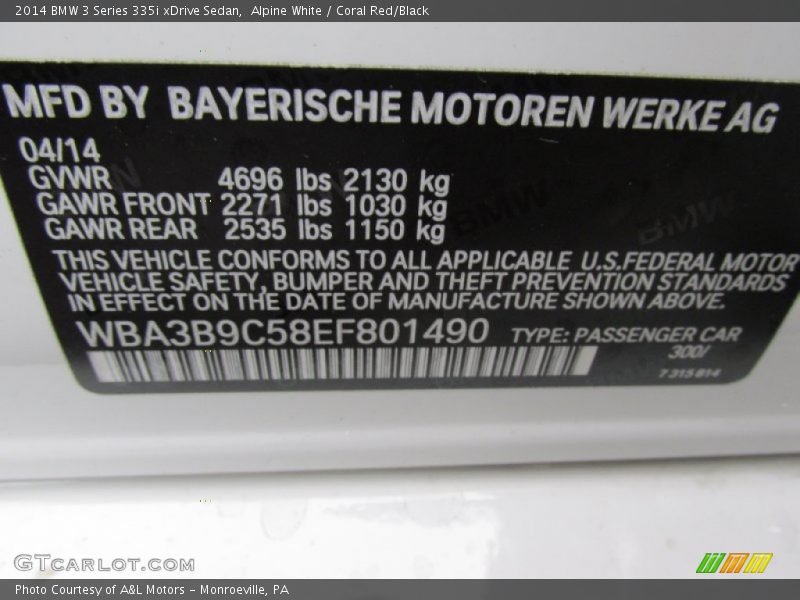 2014 BMW 3 Series 335i xDrive Sedan, Alpine White / Coral Red/Black
MFD BY BAYERISCHE MOTOREN WERKE AG
04/14
GVWR 4696 lbs 2130 kg
GAWR FRONT 2271 lbs 1030 kg
GAWR REAR 2535 lbs 1150 kg
THIS VEHICLE CONFORMS TO ALL APPLICABLE U.S.FEDERAL MOTOR
VEHICLE SAFETY, BUMPER AND THEFT PREVENTION STANDARDS
IN EFFECT ON THE DATE OF MANUFACTURE SHOWN ABOVE.
WBA3B9C58EF801490 TYPE: PASSENGER CAR
300/
7 315 814
GTCARLOT.COM
Photo Courtesy of A&L Motors – Monroeville, PA